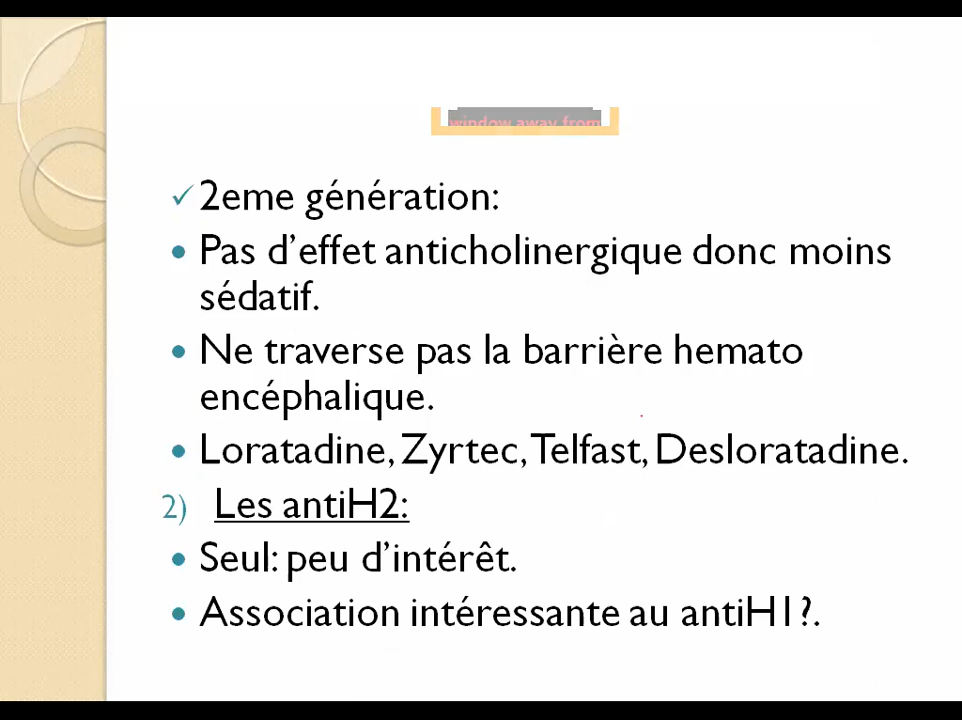 window away from
✓ 2eme génération:
• Pas d’effet anticholinergique donc moins
sédatif.
• Ne traverse pas la barrière hemato
encéphalique.
• Loratadine, Zyrtec, Telfast, Desloratadine.
2) Les antiH2:
• Seul: peu d’intérêt.
• Association intéressante au antiH1?.